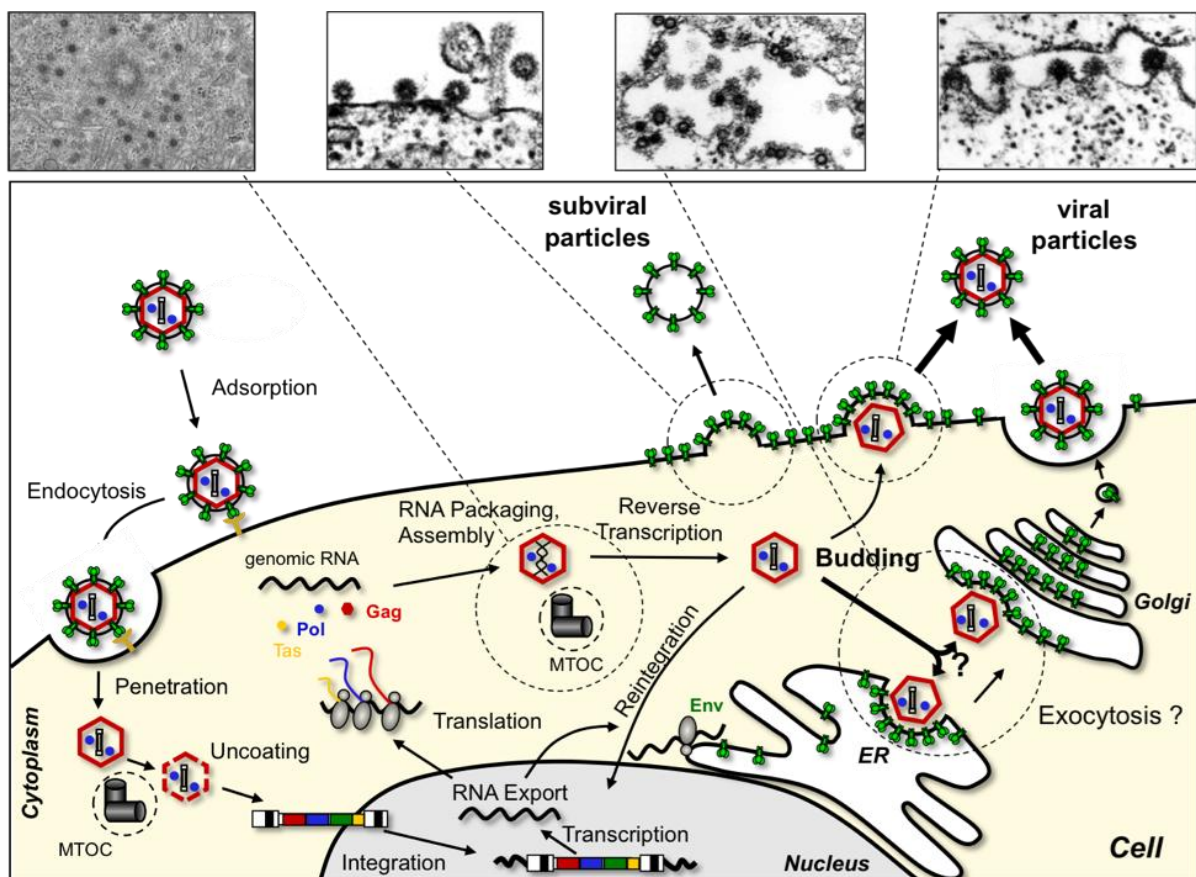 subviral
particles
viral
particles
Adsorption
Endocytosis
RNA Packaging,
Assembly
Reverse
Transcription
genomic RNA
Gag
Pol
Tas
MTOC
Budding
Golgi
?
Reintegration
Penetration
Translation
Env
Exocytosis ?
Uncoating
ER
Cytoplasm
RNA Export
MTOC
Transcription
Integration
Nucleus
Cell